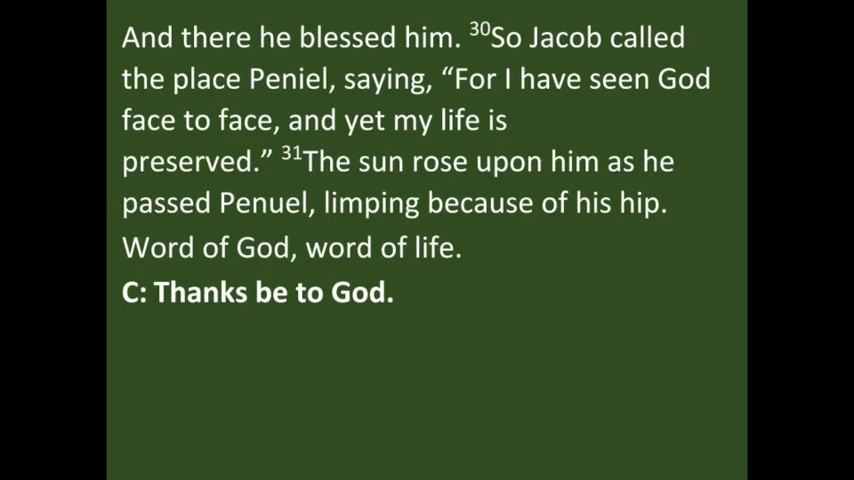 And there he blessed him. ³⁰So Jacob called
the place Peniel, saying, “For I have seen God
face to face, and yet my life is
preserved.” ³¹The sun rose upon him as he
passed Penuel, limping because of his hip.
Word of God, word of life.
C: Thanks be to God.